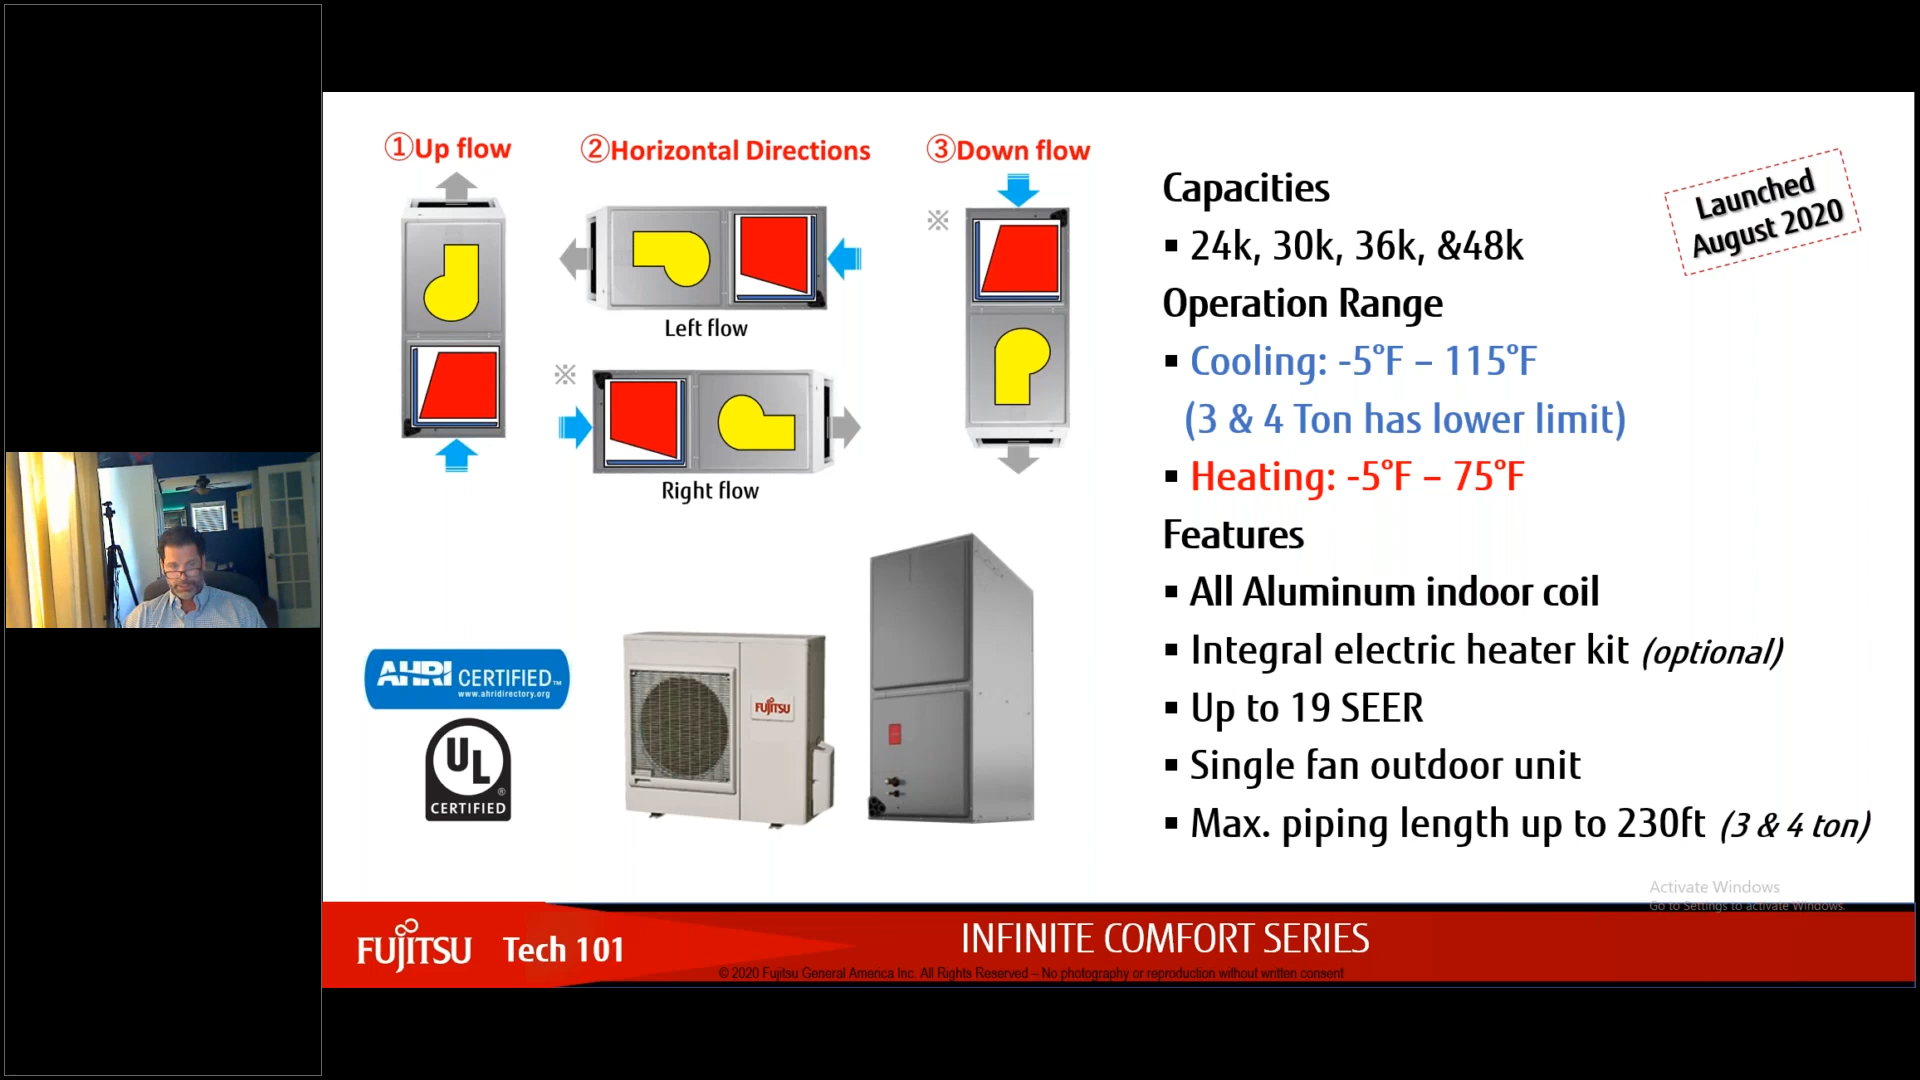 ①Up flow
②Horizontal Directions
③Down flow
※
Left flow
※
Right flow
Launched
August 2020
Capacities
▪ 24k, 30k, 36k, &48k
Operation Range
▪ Cooling: -5°F – 115°F
(3 & 4 Ton has lower limit)
▪ Heating: -5°F – 75°F
Features
▪ All Aluminum indoor coil
▪ Integral electric heater kit (optional)
▪ Up to 19 SEER
▪ Single fan outdoor unit
▪ Max. piping length up to 230ft (3 & 4 ton)
AHRI CERTIFIED™
www.ahridirectory.org
UL®
CERTIFIED
FUJITSU
Activate Windows
Go to Settings to activate Windows.
FUJITSU Tech 101
INFINITE COMFORT SERIES
© 2020 Fujitsu General America Inc. All Rights Reserved – No photography or reproduction without written consent